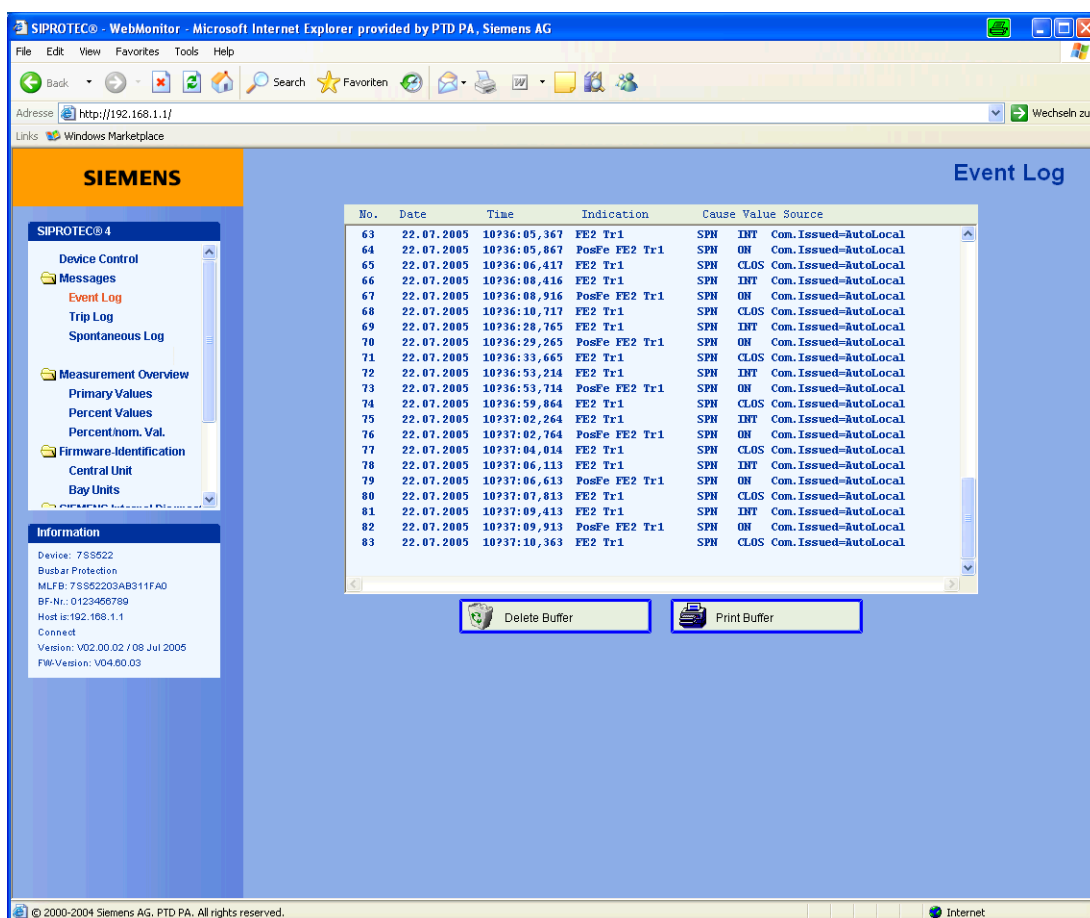 SIPROTEC® - WebMonitor - Microsoft Internet Explorer provided by PTD PA, Siemens AG
File Edit View Favorites Tools Help
Back Search Favoriten
Adresse http://192.168.1.1/ Wechseln zu
Links Windows Marketplace
SIEMENS
Event Log
SIPROTEC® 4
Device Control
Messages
Event Log
Trip Log
Spontaneous Log
Measurement Overview
Primary Values
Percent Values
Percent/nom. Val.
Firmware-Identification
Central Unit
Bay Units
Information
Device: 7SS522
Busbar Protection
MLFB: 7SS52203AB311FA0
BF-Nr.: 0123456789
Host is:192.168.1.1
Connect
Version: V02.00.02 / 08 Jul 2005
FW-Version: V04.60.03
No. Date Time Indication Cause Value Source
63 22.07.2005 10?36:05,367 FE2 Tr1 SPN INT Com.Issued=AutoLocal
64 22.07.2005 10?36:05,867 PosFe FE2 Tr1 SPN ON Com.Issued=AutoLocal
65 22.07.2005 10?36:06,417 FE2 Tr1 SPN CLOS Com.Issued=AutoLocal
66 22.07.2005 10?36:08,416 FE2 Tr1 SPN INT Com.Issued=AutoLocal
67 22.07.2005 10?36:08,916 PosFe FE2 Tr1 SPN ON Com.Issued=AutoLocal
68 22.07.2005 10?36:10,717 FE2 Tr1 SPN CLOS Com.Issued=AutoLocal
69 22.07.2005 10?36:28,765 FE2 Tr1 SPN INT Com.Issued=AutoLocal
70 22.07.2005 10?36:29,265 PosFe FE2 Tr1 SPN ON Com.Issued=AutoLocal
71 22.07.2005 10?36:33,665 FE2 Tr1 SPN CLOS Com.Issued=AutoLocal
72 22.07.2005 10?36:53,214 FE2 Tr1 SPN INT Com.Issued=AutoLocal
73 22.07.2005 10?36:53,714 PosFe FE2 Tr1 SPN ON Com.Issued=AutoLocal
74 22.07.2005 10?36:59,864 FE2 Tr1 SPN CLOS Com.Issued=AutoLocal
75 22.07.2005 10?37:02,264 FE2 Tr1 SPN INT Com.Issued=AutoLocal
76 22.07.2005 10?37:02,764 PosFe FE2 Tr1 SPN ON Com.Issued=AutoLocal
77 22.07.2005 10?37:04,014 FE2 Tr1 SPN CLOS Com.Issued=AutoLocal
78 22.07.2005 10?37:06,113 FE2 Tr1 SPN INT Com.Issued=AutoLocal
79 22.07.2005 10?37:06,613 PosFe FE2 Tr1 SPN ON Com.Issued=AutoLocal
80 22.07.2005 10?37:07,813 FE2 Tr1 SPN CLOS Com.Issued=AutoLocal
81 22.07.2005 10?37:09,413 FE2 Tr1 SPN INT Com.Issued=AutoLocal
82 22.07.2005 10?37:09,913 PosFe FE2 Tr1 SPN ON Com.Issued=AutoLocal
83 22.07.2005 10?37:10,363 FE2 Tr1 SPN CLOS Com.Issued=AutoLocal
Delete Buffer Print Buffer
© 2000-2004 Siemens AG. PTD PA. All rights reserved. Internet